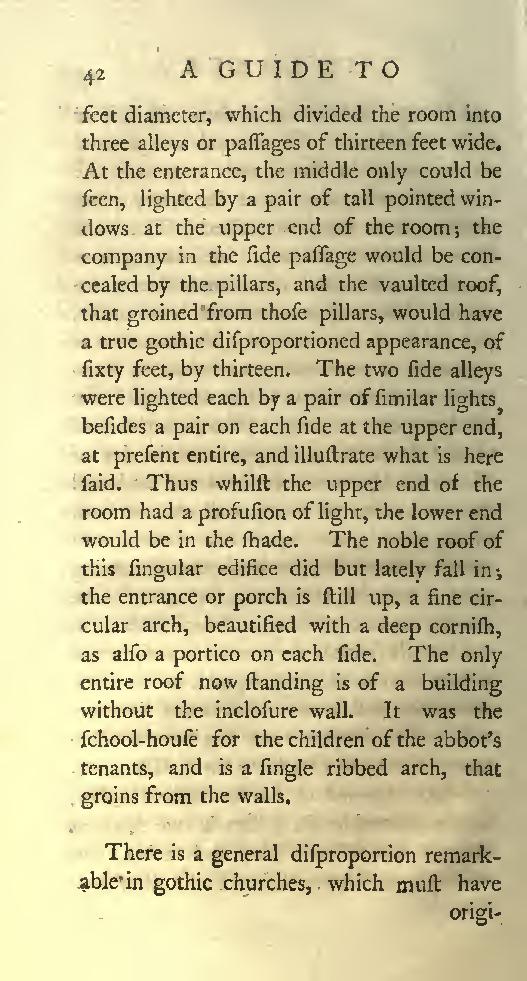 42 A GUIDE TO
feet diameter, which divided the room into
three alleys or paſſages of thirteen feet wide.
At the enterance, the middle only could be
ſeen, lighted by a pair of tall pointed win-
dows at the upper end of the room; the
company in the ſide paſſage would be con-
cealed by the pillars, and the vaulted roof,
that groined from thoſe pillars, would have
a true gothic diſproportioned appearance, of
ſixty feet, by thirteen. The two ſide alleys
were lighted each by a pair of ſimilar lights,
beſides a pair on each ſide at the upper end,
at preſent entire, and illuſtrate what is here
ſaid. Thus whilſt the upper end of the
room had a profuſion of light, the lower end
would be in the ſhade. The noble roof of
this ſingular edifice did but lately fall in;
the entrance or porch is ſtill up, a fine cir-
cular arch, beautified with a deep corniſh,
as alſo a portico on each ſide. The only
entire roof now ſtanding is of a building
without the incloſure wall. It was the
ſchool-houſe for the children of the abbot's
tenants, and is a ſingle ribbed arch, that
groins from the walls.
There is a general diſproportion remark-
able in gothic churches, which muſt have
origi-